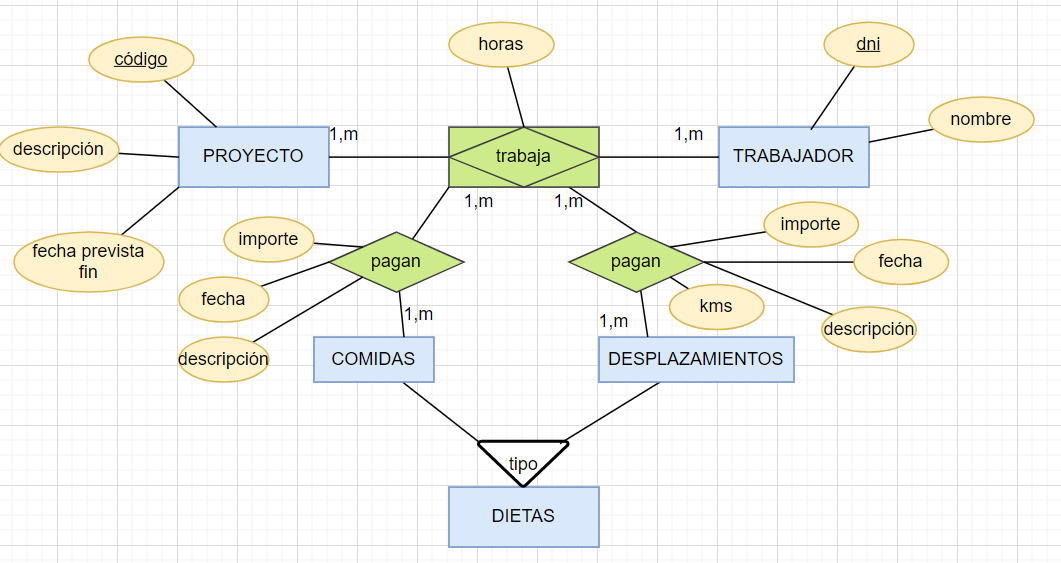 horas
dni
código
nombre
1,m
1,m
descripción
PROYECTO
trabaja
TRABAJADOR
1,m
1,m
importe
importe
fecha prevista
fin
pagan
pagan
fecha
fecha
kms
1,m
1,m
descripción
descripción
COMIDAS
DESPLAZAMIENTOS
tipo
DIETAS